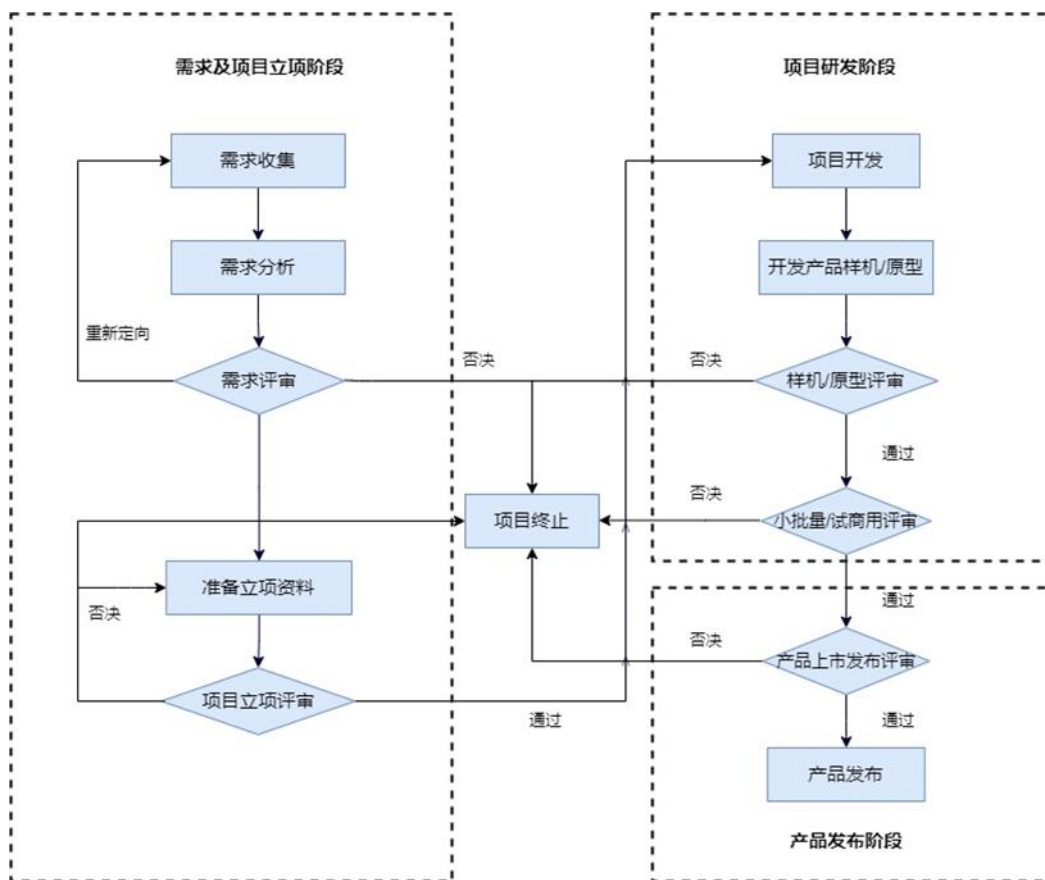 需求及项目立项阶段
需求收集
需求分析
重新定向
需求评审
否决
准备立项资料
否决
项目立项评审
通过
项目终止
项目研发阶段
项目开发
开发产品样机/原型
否决
样机/原型评审
通过
否决
小批量/试商用评审
通过
否决
产品上市发布评审
通过
产品发布
产品发布阶段